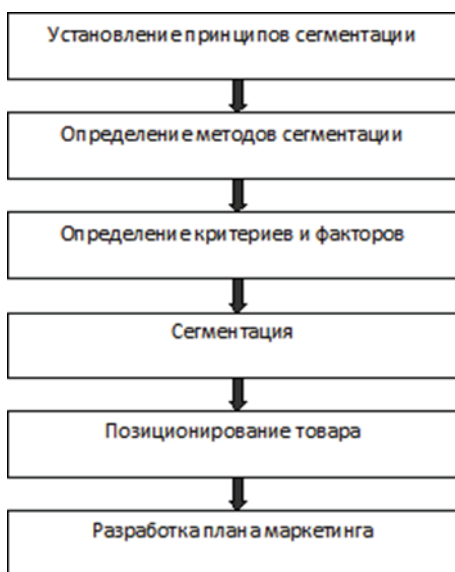 Установление принципов сегментации
Определение методов сегментации
Определение критериев и факторов
Сегментация
Позиционирование товара
Разработка плана маркетинга